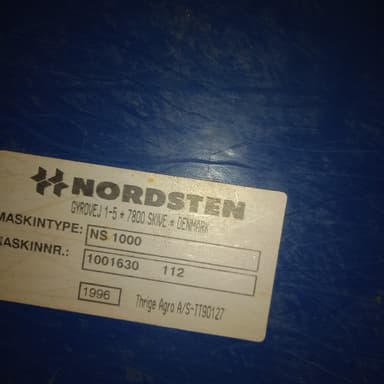 NORDSTEN
GYROVEJ 1-5 * 7800 SKIVE * DENMARK
MASKINTYPE: NS 1000
MASKINNR.: 1001630 112
1996 Thrige Agro A/S-TT90127